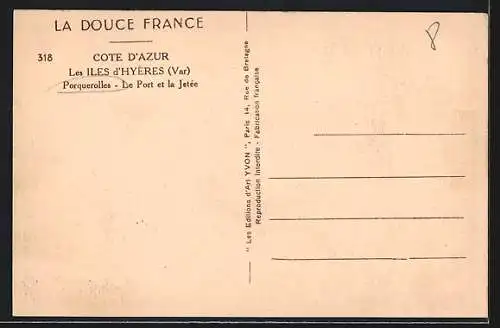 LA DOUCE FRANCE
318
COTE D'AZUR
Les ILES d'HYÈRES (Var)
Porquerolles - Le Port et la Jetée
" Les Editions d'Art YVON ", Paris, 14, Rue de Bretagne
Reproduction Interdite - Fabrication française
8